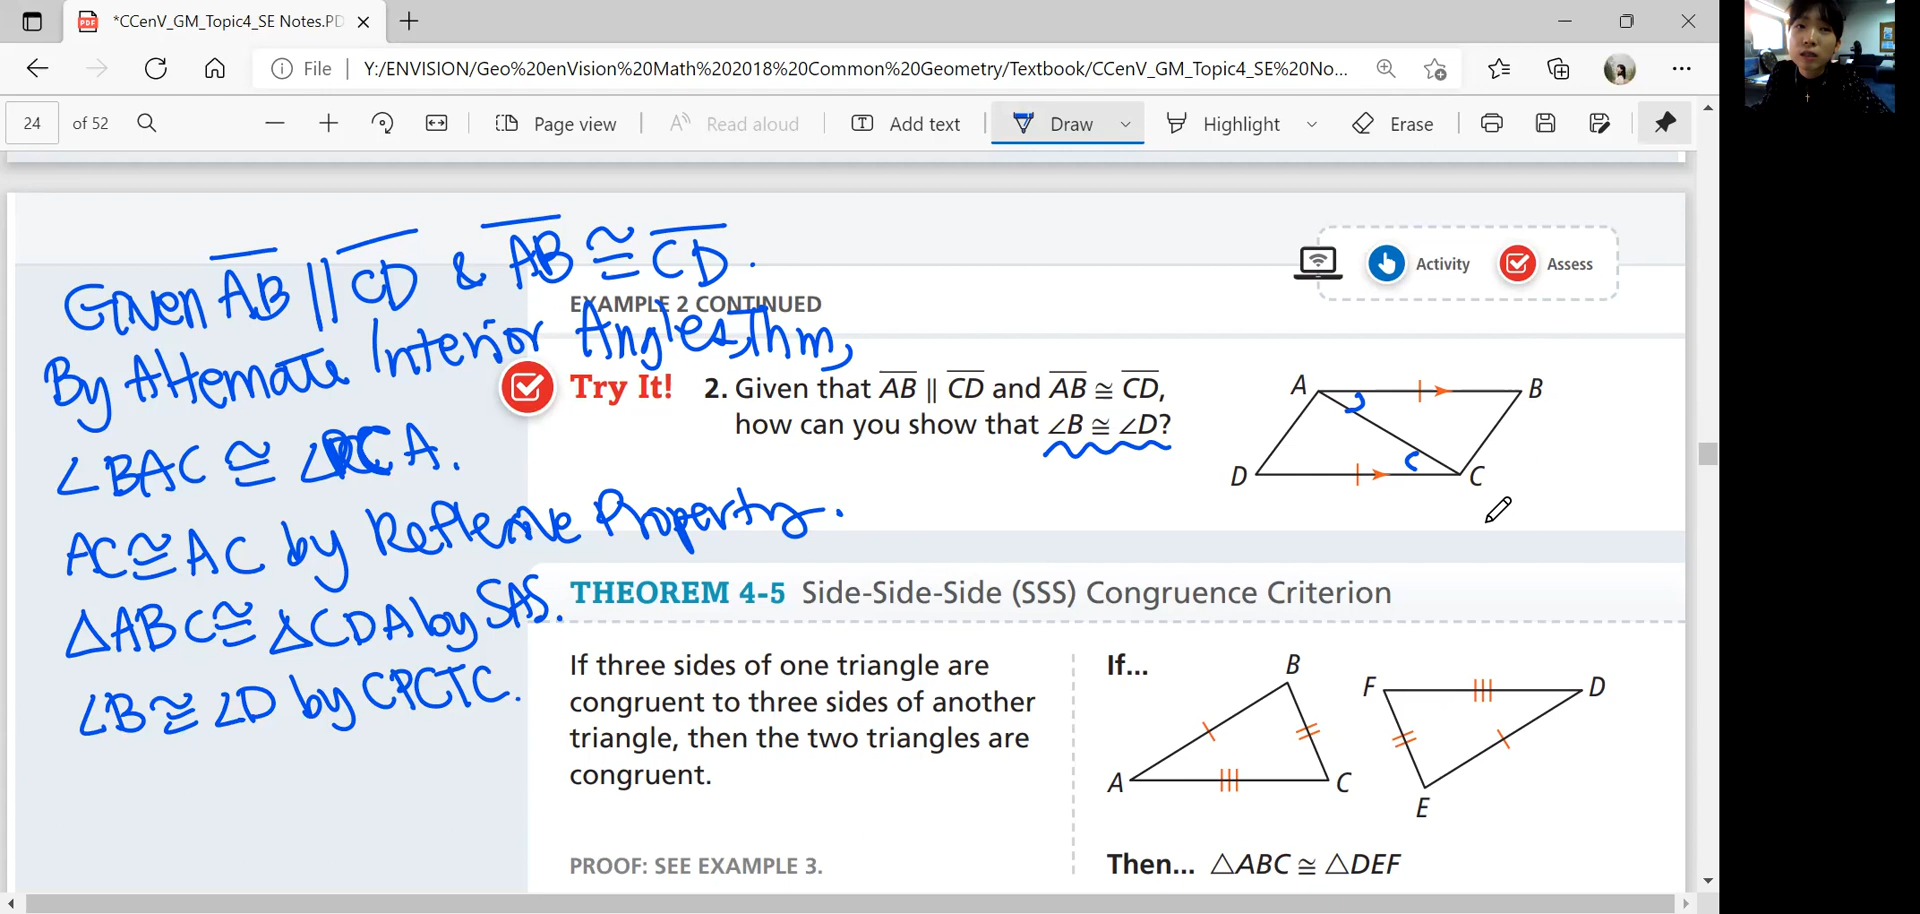 *CCenV_GM_Topic4_SE Notes.PD
File
Y:/ENVISION/Geo%20enVision%20Math%202018%20Common%20Geometry/Textbook/CCenV_GM_Topic4_SE%20No...
24 of 52
Page view
Read aloud
Add text
Draw
Highlight
Erase
Given AB || CD & AB ≅ CD.
By Alternate Interior Angles Thm,
∠BAC ≅ ∠DCA.
AC ≅ AC by Reflexive Property.
△ABC ≅ △CDA by SAS.
∠B ≅ ∠D by CPCTC.
Activity
Assess
EXAMPLE 2 CONTINUED
Try It! 2. Given that AB ∥ CD and AB ≅ CD,
how can you show that ∠B ≅ ∠D?
A
B
D
C
THEOREM 4-5 Side-Side-Side (SSS) Congruence Criterion
If three sides of one triangle are
congruent to three sides of another
triangle, then the two triangles are
congruent.
PROOF: SEE EXAMPLE 3.
If...
B
A
C
F
D
E
Then... △ABC ≅ △DEF